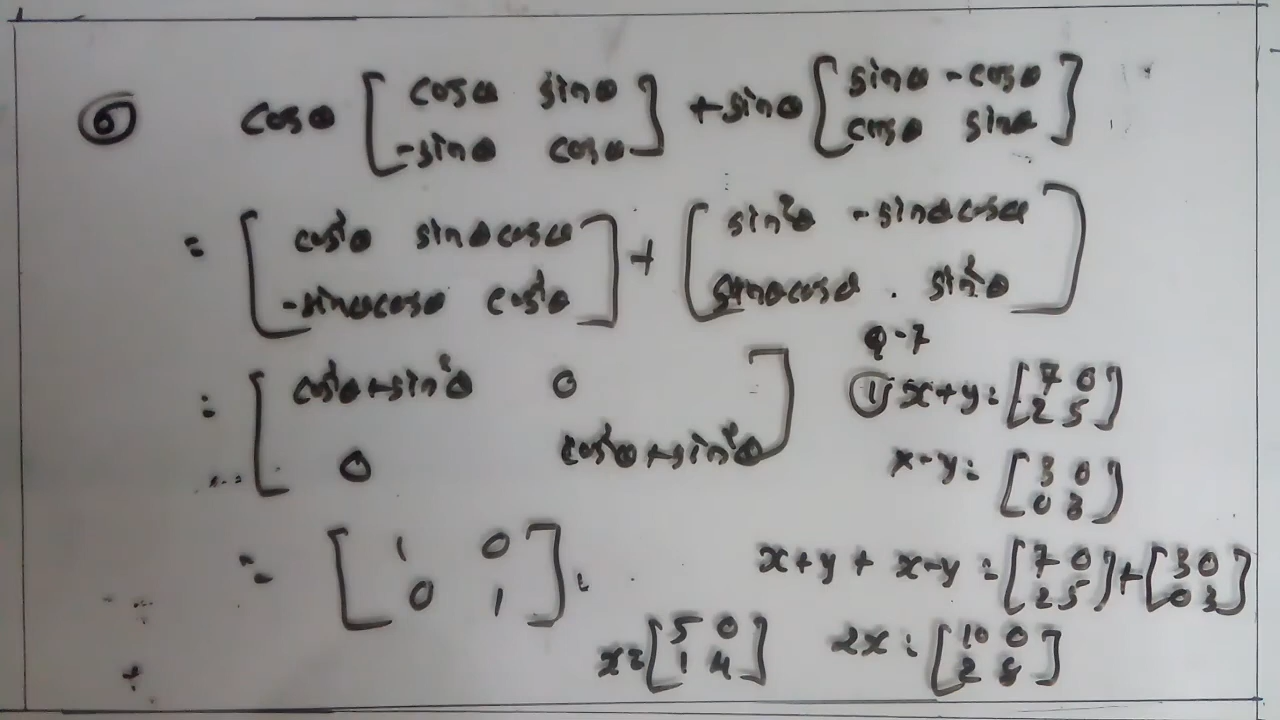 6 cosθ [ cosθ sinθ ] + sinθ [ sinθ -cosθ ]
-sinθ cosθ cosθ sinθ
= [ cos²θ sinθcosθ ] + [ sin²θ -sinθcosθ ]
-sinθcosθ cos²θ sinθcosθ . sin²θ
= [ cos²θ+sin²θ 0 ]
0 cos²θ+sin²θ
= [ 1 0 ]
0 1
Q-7
① x+y = [ 7 0 ]
2 5
x-y = [ 3 0 ]
0 3
x+y + x-y = [ 7 0 ] + [ 3 0 ]
2 5 0 3
2x = [ 10 0 ]
2 8
x = [ 5 0 ]
1 4